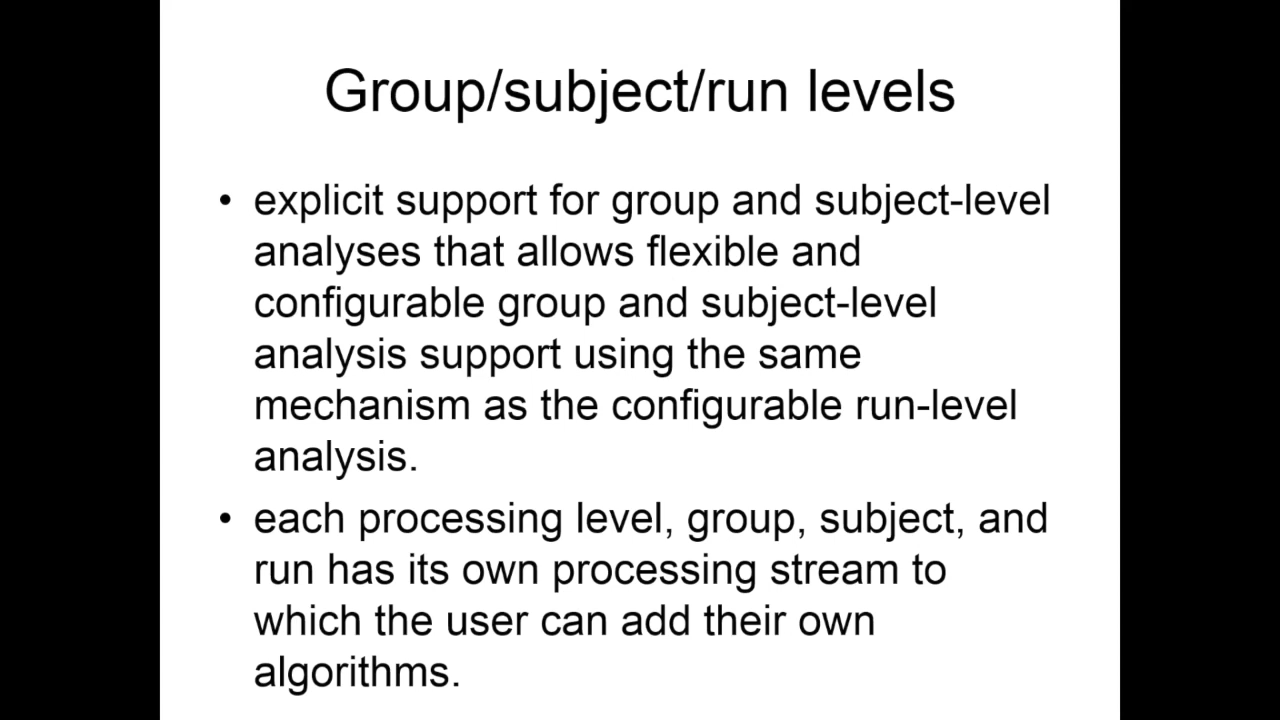 Group/subject/run levels
• explicit support for group and subject-level
analyses that allows flexible and
configurable group and subject-level
analysis support using the same
mechanism as the configurable run-level
analysis.
• each processing level, group, subject, and
run has its own processing stream to
which the user can add their own
algorithms.